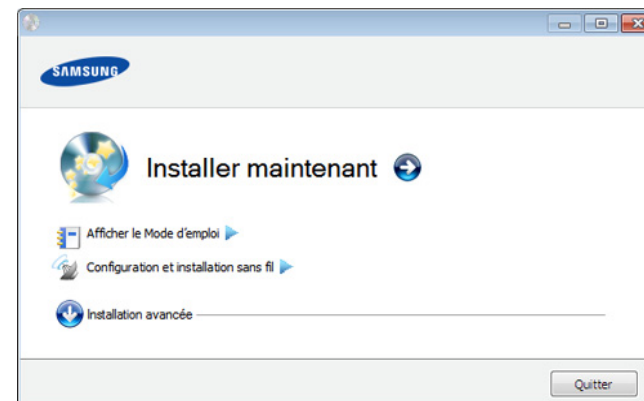 SAMSUNG
Installer maintenant
Afficher le Mode d'emploi
Configuration et installation sans fil
Installation avancée
Quitter